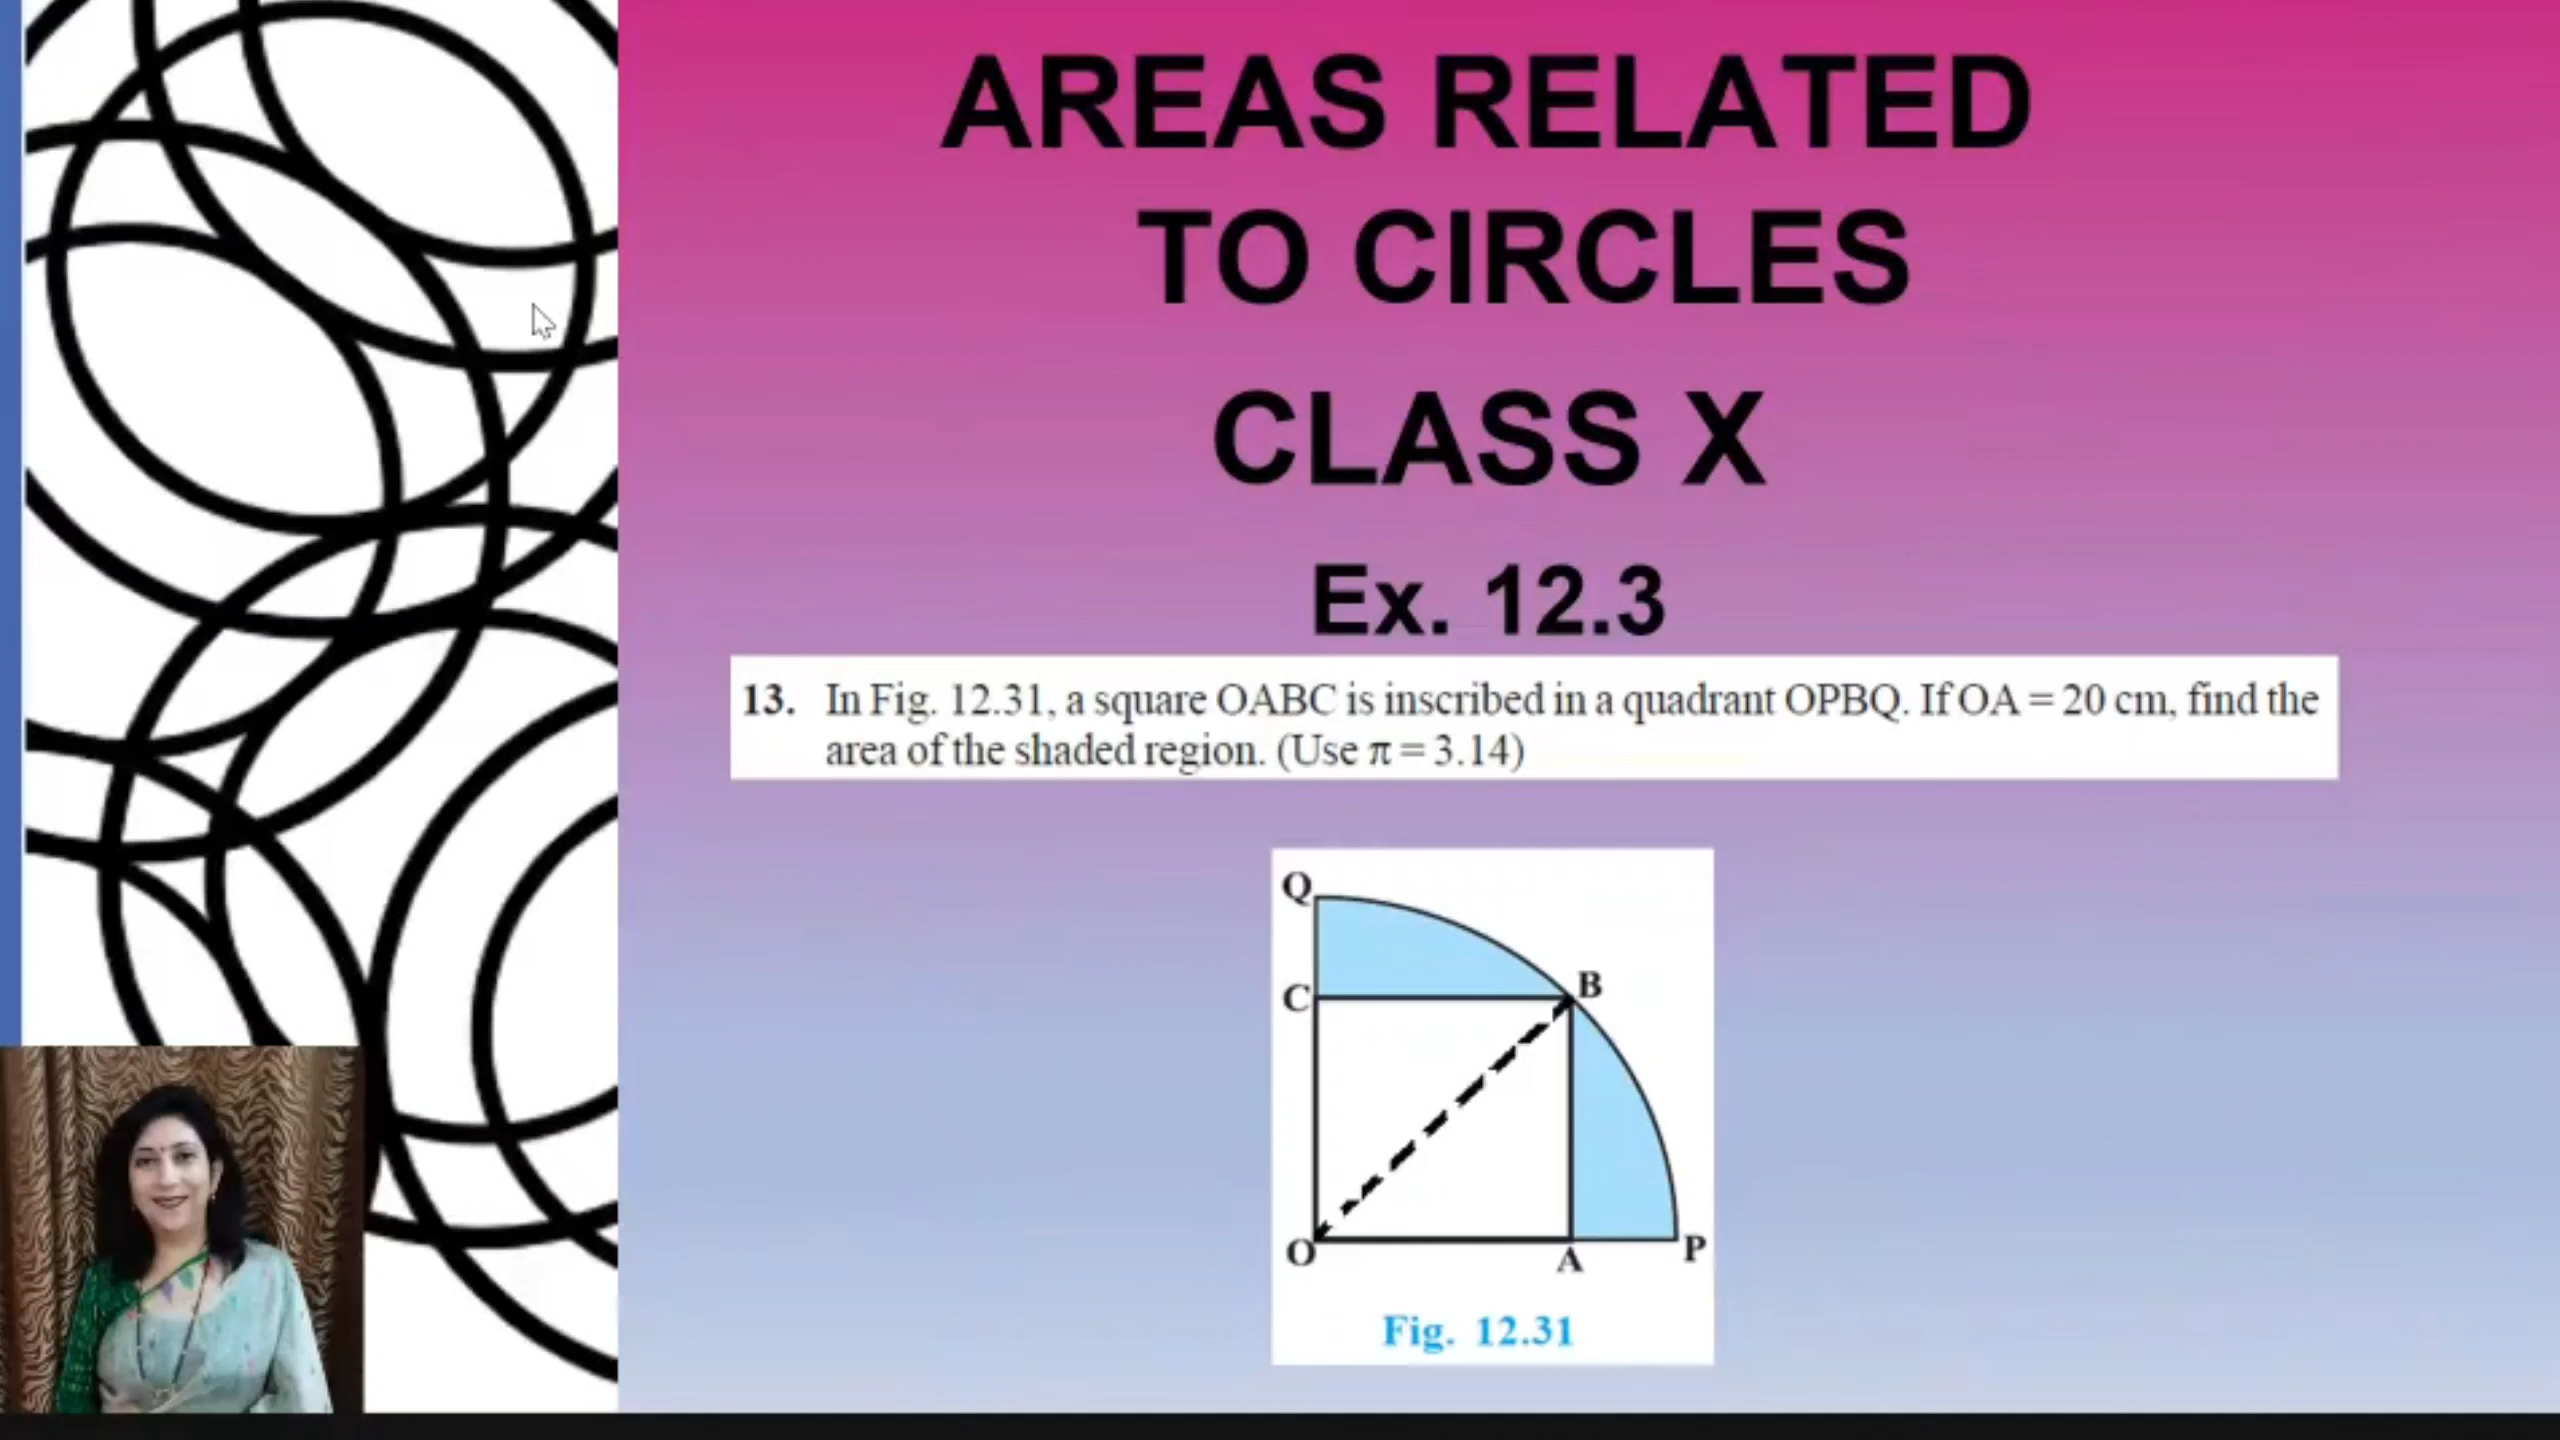 AREAS RELATED
TO CIRCLES
CLASS X
Ex. 12.3
13. In Fig. 12.31, a square OABC is inscribed in a quadrant OPBQ. If OA = 20 cm, find the
area of the shaded region. (Use π = 3.14)
Q
C B
O A P
Fig. 12.31